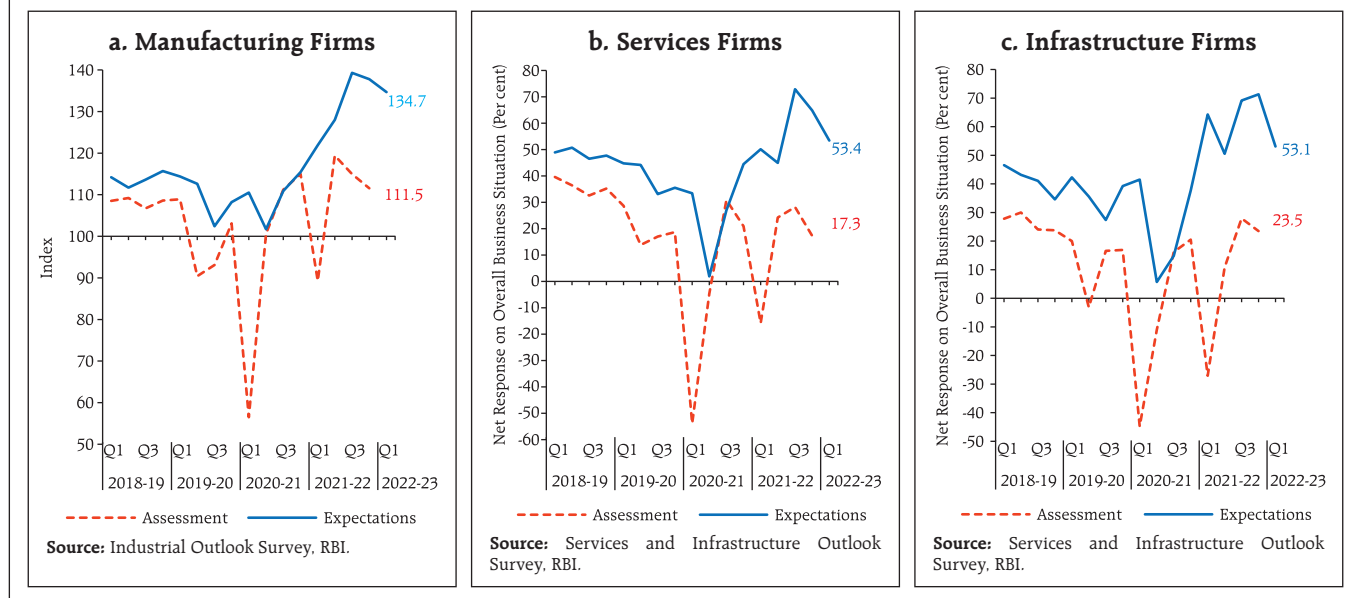 a. Manufacturing Firms
Index
140
130
120
110
100
90
80
70
60
50
134.7
111.5
Q1 Q3 Q1 Q3 Q1 Q3 Q1 Q3 Q1
2018-19 2019-20 2020-21 2021-22 2022-23
Assessment Expectations
Source: Industrial Outlook Survey, RBI.
b. Services Firms
Net Response on Overall Business Situation (Per cent)
80
70
60
50
40
30
20
10
0
-10
-20
-30
-40
-50
-60
53.4
17.3
Q1 Q3 Q1 Q3 Q1 Q3 Q1 Q3 Q1
2018-19 2019-20 2020-21 2021-22 2022-23
Assessment Expectations
Source: Services and Infrastructure Outlook
Survey, RBI.
c. Infrastructure Firms
Net Response on Overall Business Situation (Per cent)
80
70
60
50
40
30
20
10
0
-10
-20
-30
-40
-50
53.1
23.5
Q1 Q3 Q1 Q3 Q1 Q3 Q1 Q3 Q1
2018-19 2019-20 2020-21 2021-22 2022-23
Assessment Expectations
Source: Services and Infrastructure Outlook
Survey, RBI.